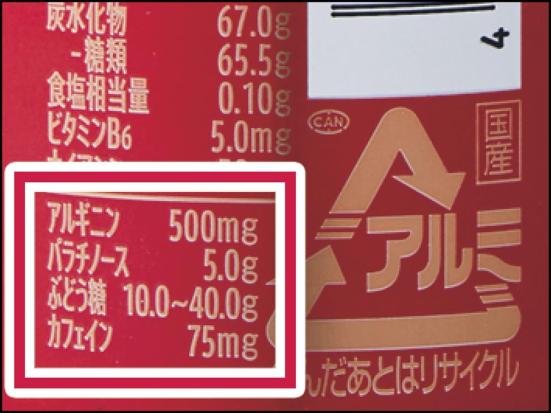 炭水化物 67.0g
-糖類 65.5g
食塩相当量 0.10g
ビタミンB6 5.0mg
アルギニン 500mg
パラチノース 5.0g
ぶどう糖 10.0~40.0g
カフェイン 75mg
4
CAN
国産
アルミ
んだあとはリサイクル